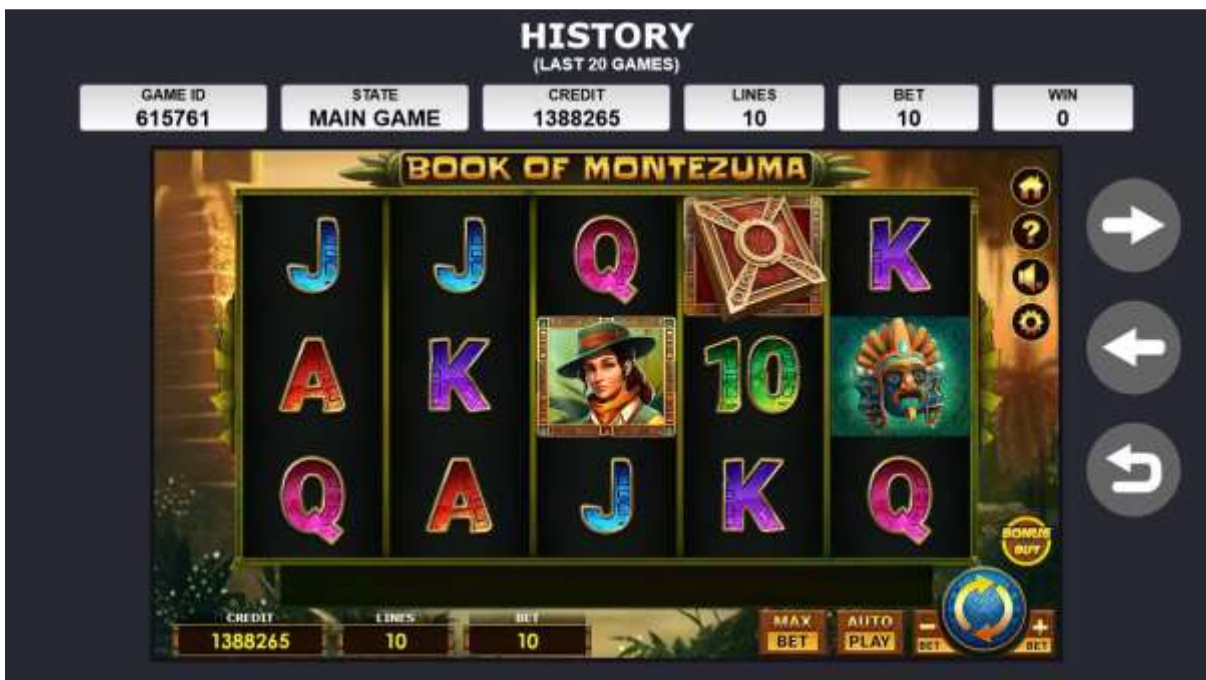 HISTORY
(LAST 20 GAMES)
GAME ID STATE CREDIT LINES BET WIN
615761 MAIN GAME 1388265 10 10 0
BOOK OF MONTEZUMA
J J Q K
?
A K 10
Q A J K Q
BONUS
BUY
CREDIT LINES BET
1388265 10 10
MAX
BET
AUTO
PLAY
-
BET
+
BET